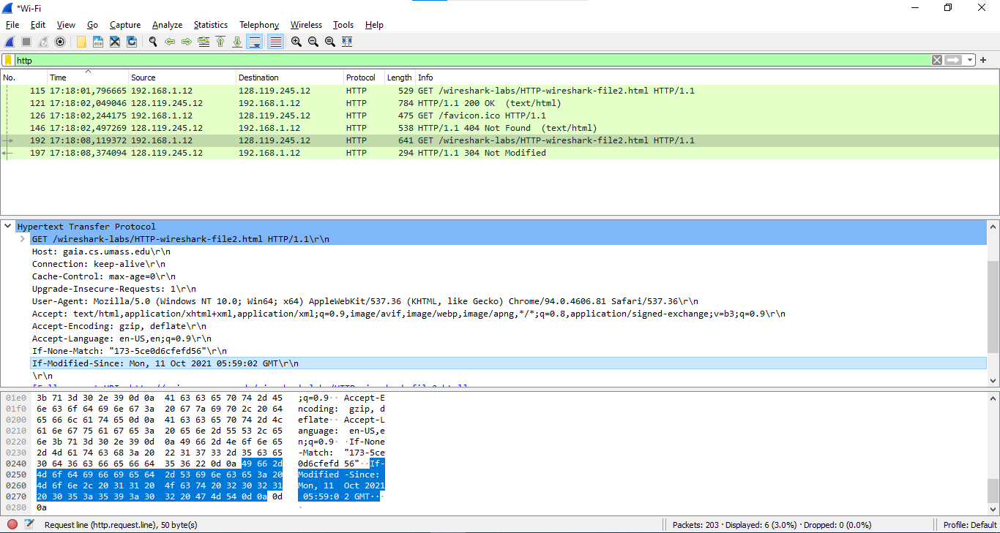 *Wi-Fi
File Edit View Go Capture Analyze Statistics Telephony Wireless Tools Help
http
No. Time Source Destination Protocol Length Info
115 17:18:01,796665 192.168.1.12 128.119.245.12 HTTP 529 GET /wireshark-labs/HTTP-wireshark-file2.html HTTP/1.1
121 17:18:02,049046 128.119.245.12 192.168.1.12 HTTP 784 HTTP/1.1 200 OK (text/html)
126 17:18:02,244175 192.168.1.12 128.119.245.12 HTTP 475 GET /favicon.ico HTTP/1.1
146 17:18:02,497269 128.119.245.12 192.168.1.12 HTTP 538 HTTP/1.1 404 Not Found (text/html)
192 17:18:08,119372 192.168.1.12 128.119.245.12 HTTP 641 GET /wireshark-labs/HTTP-wireshark-file2.html HTTP/1.1
197 17:18:08,374094 128.119.245.12 192.168.1.12 HTTP 294 HTTP/1.1 304 Not Modified
Hypertext Transfer Protocol
GET /wireshark-labs/HTTP-wireshark-file2.html HTTP/1.1\r\n
Host: gaia.cs.umass.edu\r\n
Connection: keep-alive\r\n
Cache-Control: max-age=0\r\n
Upgrade-Insecure-Requests: 1\r\n
User-Agent: Mozilla/5.0 (Windows NT 10.0; Win64; x64) AppleWebKit/537.36 (KHTML, like Gecko) Chrome/94.0.4606.81 Safari/537.36\r\n
Accept: text/html,application/xhtml+xml,application/xml;q=0.9,image/avif,image/webp,image/apng,*/*;q=0.8,application/signed-exchange;v=b3;q=0.9\r\n
Accept-Encoding: gzip, deflate\r\n
Accept-Language: en-US,en;q=0.9\r\n
If-None-Match: "173-5ce0d6cfefd56"\r\n
If-Modified-Since: Mon, 11 Oct 2021 05:59:02 GMT\r\n
\r\n
01e0 3b 71 3d 30 2e 39 0d 0a 41 63 63 65 70 74 2d 45 ;q=0.9·· Accept-E
01f0 6e 63 6f 64 69 6e 67 3a 20 67 7a 69 70 2c 20 64 ncoding: gzip, d
0200 65 66 6c 61 74 65 0d 0a 41 63 63 65 70 74 2d 4c eflate·· Accept-L
0210 61 6e 67 75 61 67 65 3a 20 65 6e 2d 55 53 2c 65 anguage: en-US,e
0220 6e 3b 71 3d 30 2e 39 0d 0a 49 66 2d 4e 6f 6e 65 n;q=0.9· ·If-None
0230 2d 4d 61 74 63 68 3a 20 22 31 37 33 2d 35 63 65 -Match: "173-5ce
0240 30 64 36 63 66 65 66 64 35 36 22 0d 0a 49 66 2d 0d6cfefd 56"··If-
0250 4d 6f 64 69 66 69 65 64 2d 53 69 6e 63 65 3a 20 Modified -Since:
0260 4d 6f 6e 2c 20 31 31 20 4f 63 74 20 32 30 32 31 Mon, 11 Oct 2021
0270 20 30 35 3a 35 39 3a 30 32 20 47 4d 54 0d 0a 0d 05:59:0 2 GMT···
0280 0a ·
Request line (http.request.line), 50 byte(s) Packets: 203 · Displayed: 6 (3.0%) · Dropped: 0 (0.0%) Profile: Default